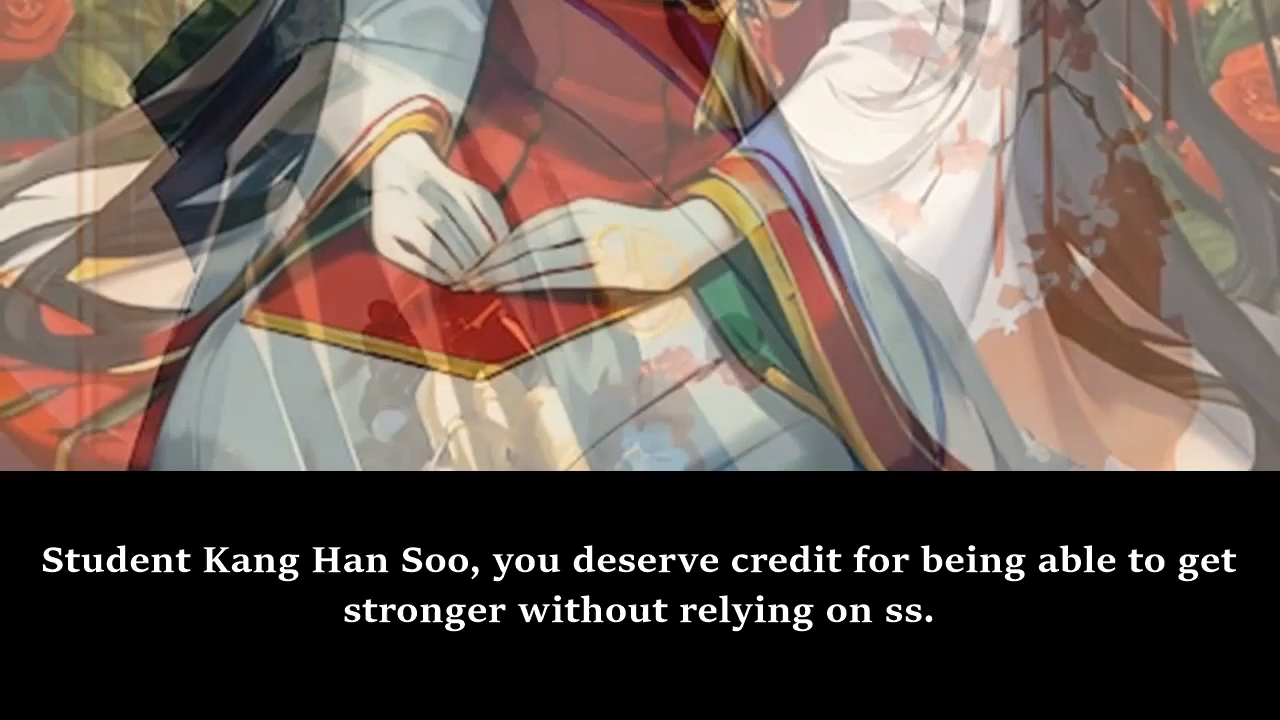 Student Kang Han Soo, you deserve credit for being able to get
stronger without relying on ss.